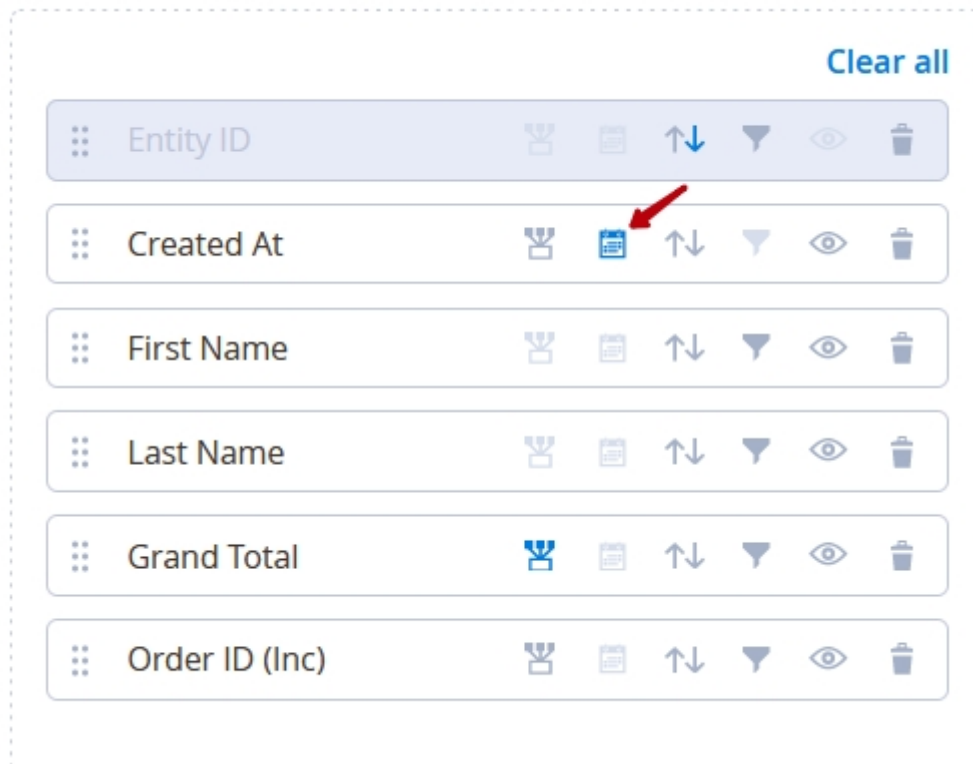 Clear all
Entity ID
Created At
First Name
Last Name
Grand Total
Order ID (Inc)